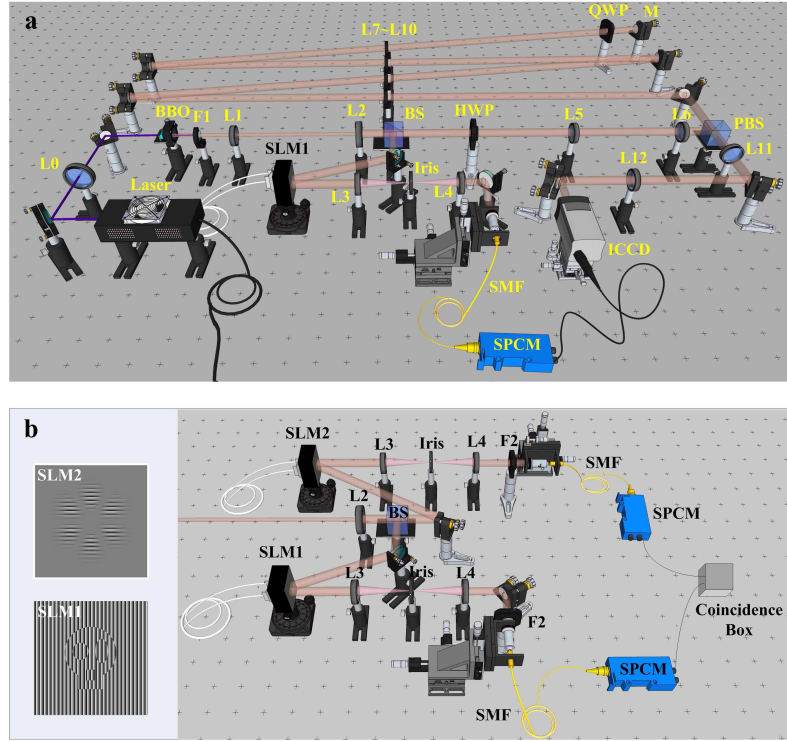 a
QWP M
L7~L10
BBO F1 L1
L2 BS HWP L5 L6 PBS
SLM1
L0
Iris
L3 L4 L12 L11
Laser
ICCD
SMF
SPCM
b
SLM2
L3 Iris L4 F2
SMF
SLM2
L2 BS
SPCM
SLM1
L3 Iris L4
SLM1
F2
Coincidence
Box
SPCM
SMF